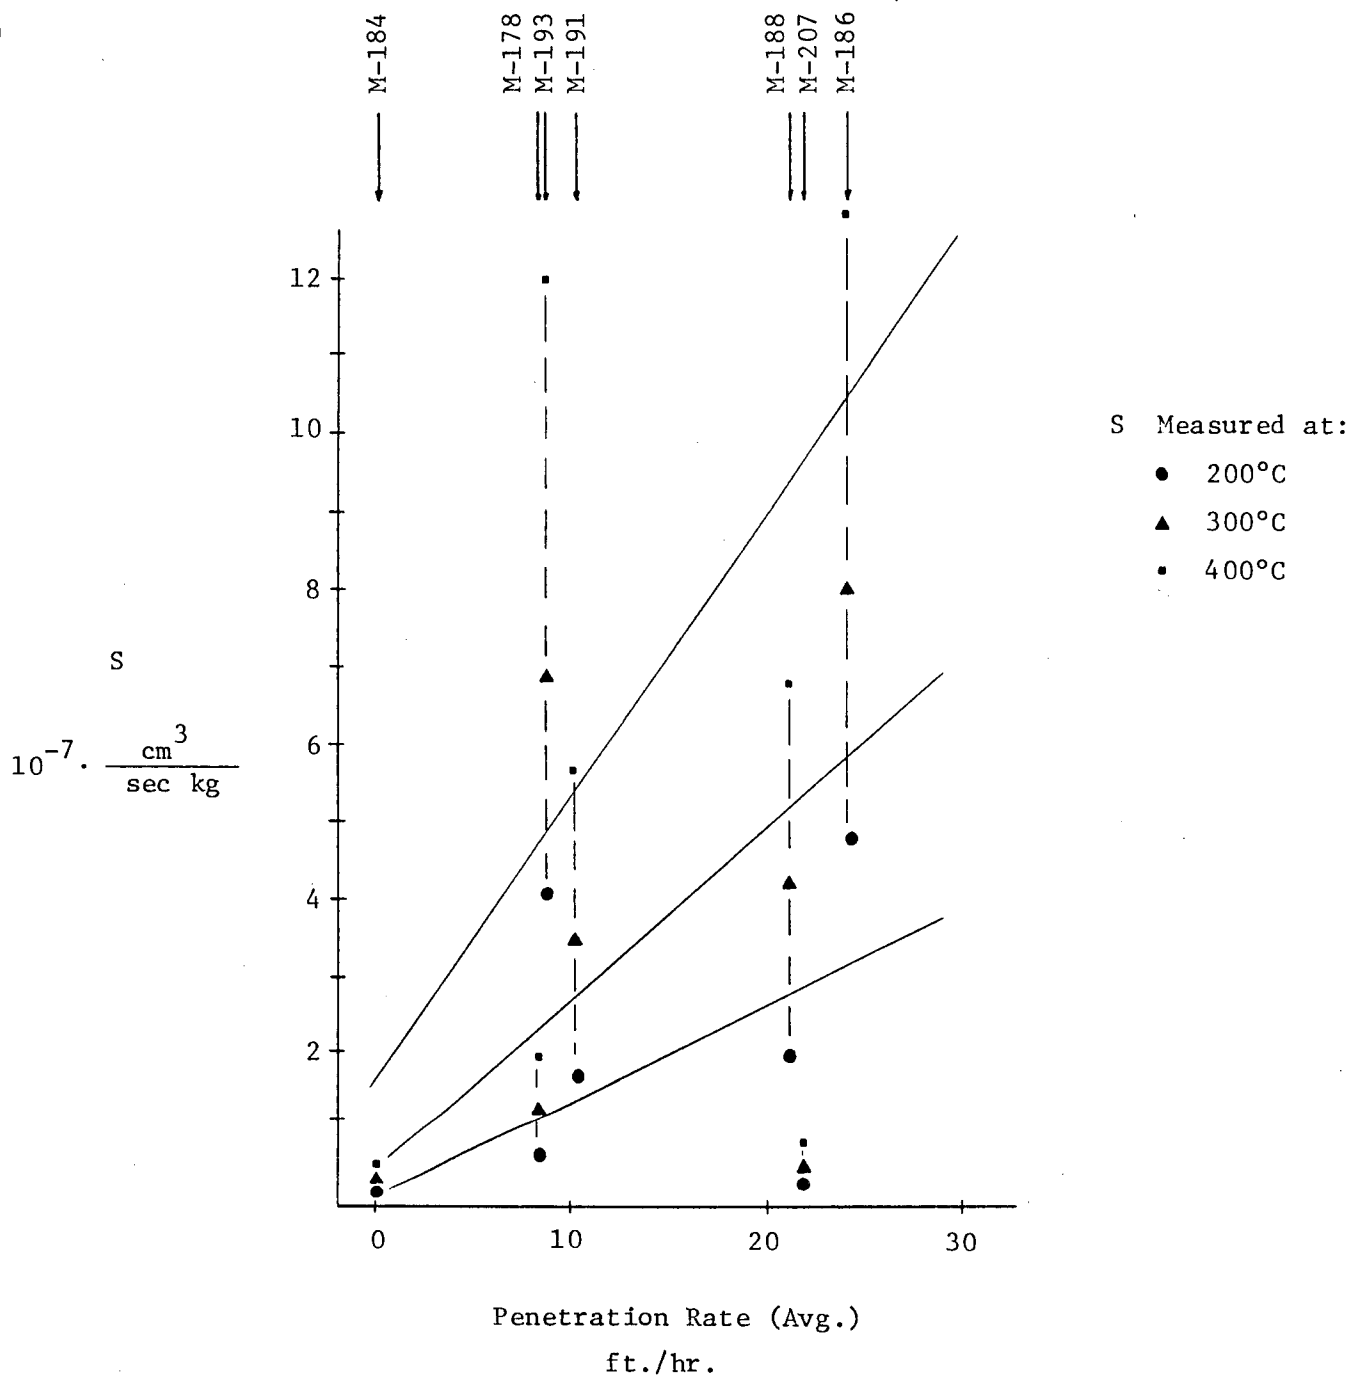 M-184
M-178
M-193
M-191
M-188
M-207
M-186
12
10
8
6
4
2
S
10^-7 · cm^3
sec kg
S Measured at:
● 200°C
▲ 300°C
■ 400°C
0 10 20 30
Penetration Rate (Avg.)
ft./hr.